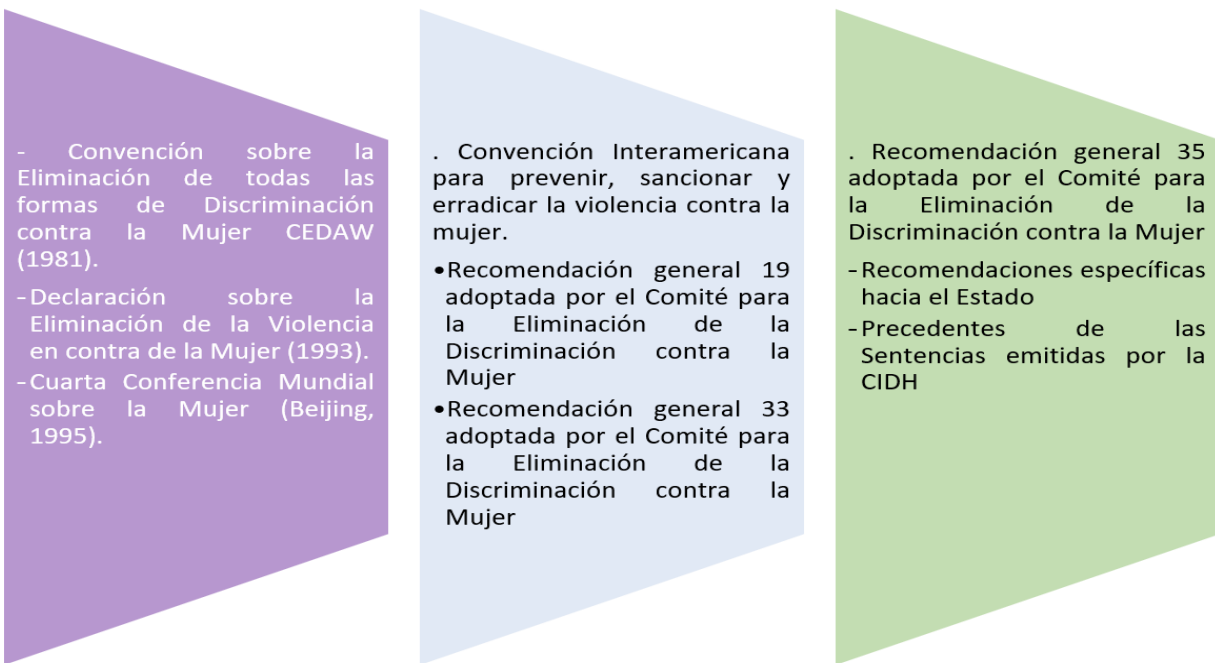 - Convención sobre la
Eliminación de todas las
formas de Discriminación
contra la Mujer CEDAW
(1981).
-Declaración sobre la
Eliminación de la Violencia
en contra de la Mujer (1993).
-Cuarta Conferencia Mundial
sobre la Mujer (Beijing,
1995).
. Convención Interamericana
para prevenir, sancionar y
erradicar la violencia contra la
mujer.
•Recomendación general 19
adoptada por el Comité para
la Eliminación de la
Discriminación contra la
Mujer
•Recomendación general 33
adoptada por el Comité para
la Eliminación de la
Discriminación contra la
Mujer
. Recomendación general 35
adoptada por el Comité para
la Eliminación de la
Discriminación contra la Mujer
-Recomendaciones específicas
hacia el Estado
-Precedentes de las
Sentencias emitidas por la
CIDH